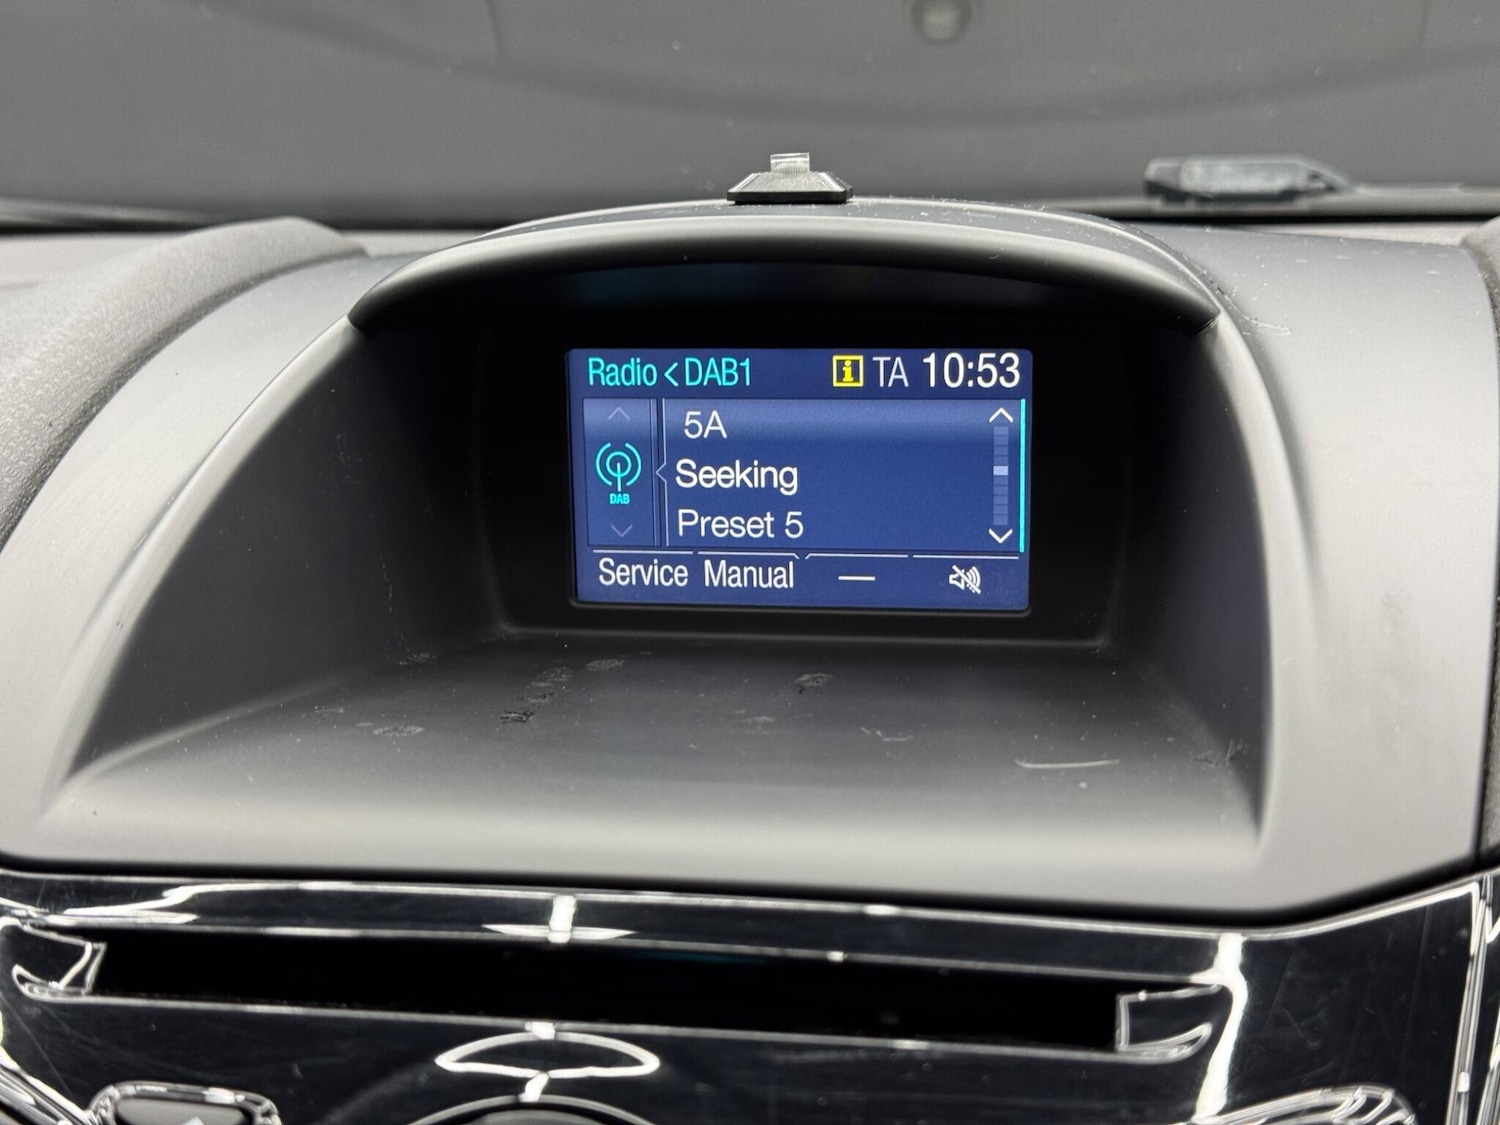 Radio < DAB1 i TA 10:53
5A
DAB Seeking
Preset 5
Service Manual —